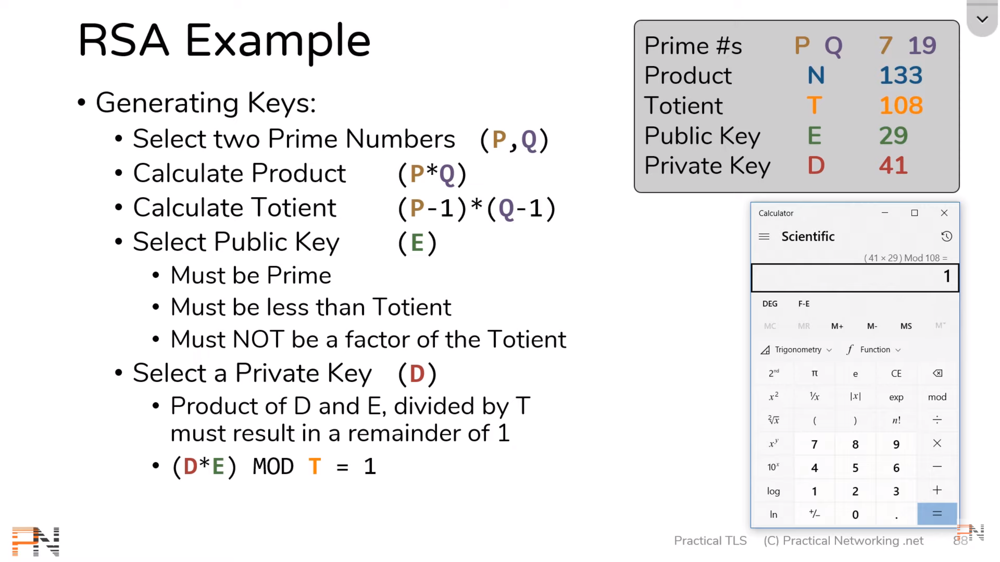 RSA Example
• Generating Keys:
• Select two Prime Numbers (P,Q)
• Calculate Product (P*Q)
• Calculate Totient (P-1)*(Q-1)
• Select Public Key (E)
• Must be Prime
• Must be less than Totient
• Must NOT be a factor of the Totient
• Select a Private Key (D)
• Product of D and E, divided by T
must result in a remainder of 1
• (D*E) MOD T = 1
Prime #s P Q 7 19
Product N 133
Totient T 108
Public Key E 29
Private Key D 41
Calculator
Scientific
(41 × 29) Mod 108 =
1
DEG F-E
MC MR M+ M- MS M˅
Trigonometry Function
2nd π e CE
x² ¹/x |x| exp mod
²√x ( ) n! ÷
xʸ 7 8 9 ×
10ˣ 4 5 6 −
log 1 2 3 +
ln +/− 0 . =
PN
Practical TLS (C) Practical Networking .net 88
PN